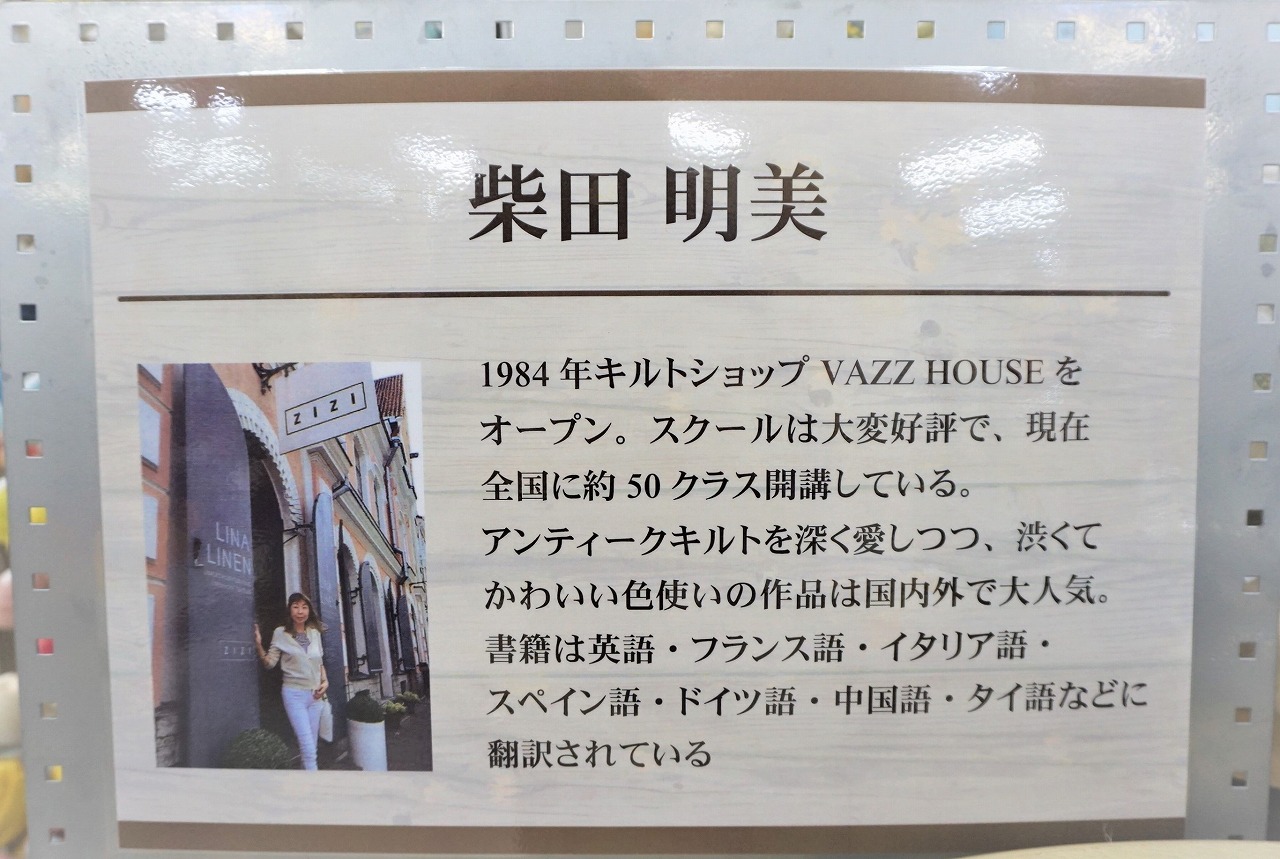 柴田 明美
1984 年キルトショップ VAZZ HOUSE を
オープン。スクールは大変好評で、現在
全国に約 50 クラス開講している。
アンティークキルトを深く愛しつつ、渋くて
かわいい色使いの作品は国内外で大人気。
書籍は英語・フランス語・イタリア語・
スペイン語・ドイツ語・中国語・タイ語などに
翻訳されている
ZIZI
LINA
LINEN
ZIZI